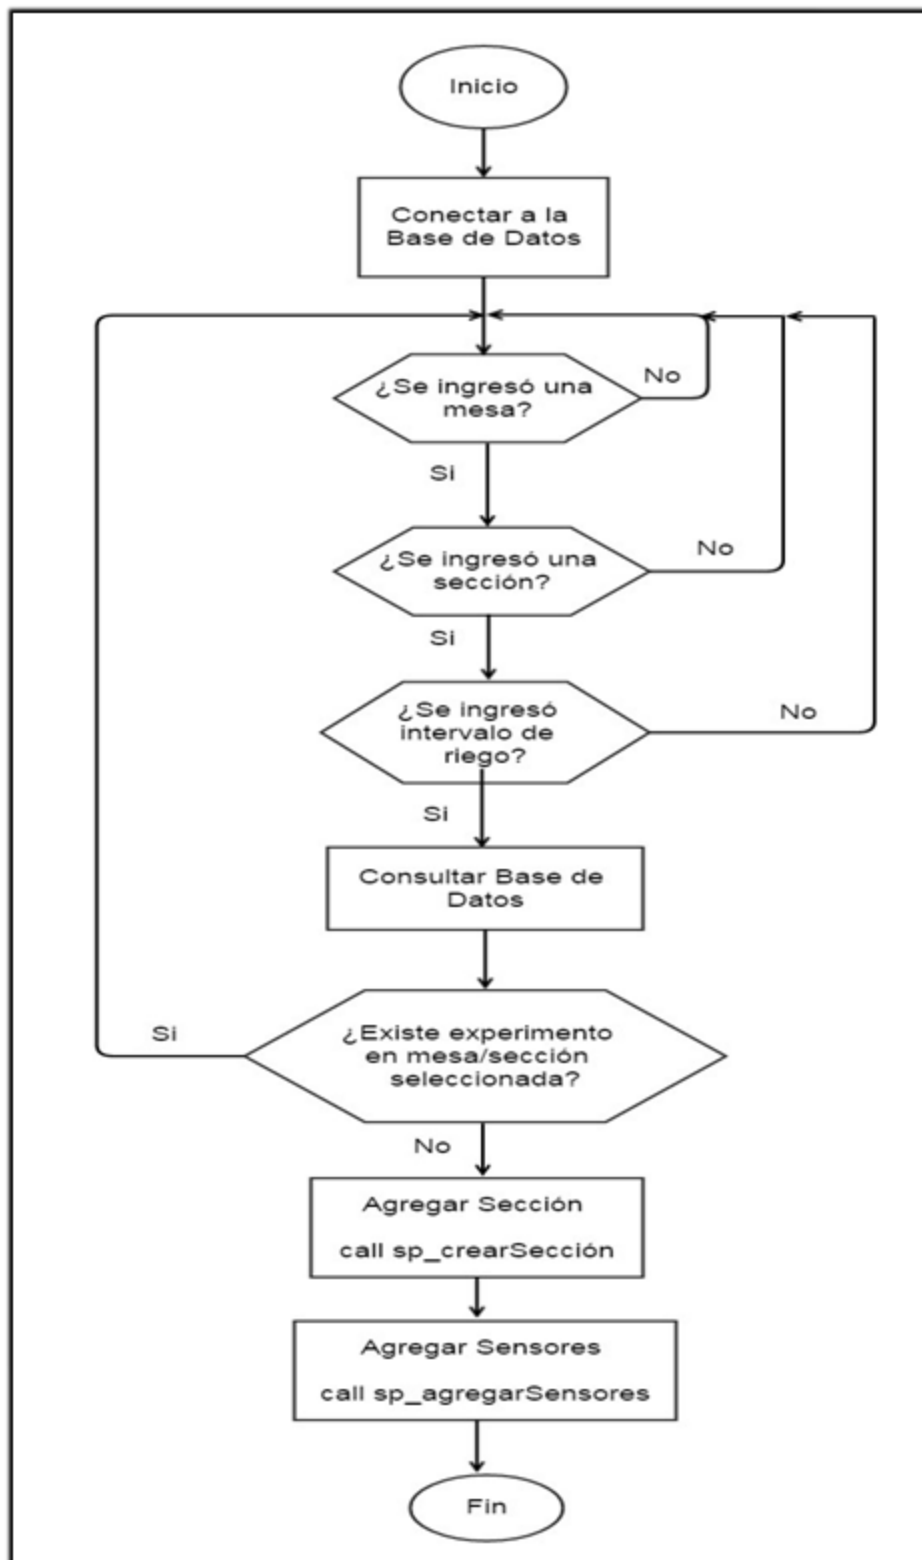 Inicio
Conectar a la
Base de Datos
¿Se ingresó una
mesa?
No
Si
¿Se ingresó una
sección?
No
Si
¿Se ingresó
intervalo de
riego?
No
Si
Consultar Base de
Datos
¿Existe experimento
en mesa/sección
seleccionada?
Si
No
Agregar Sección
call sp_crearSección
Agregar Sensores
call sp_agregarSensores
Fin